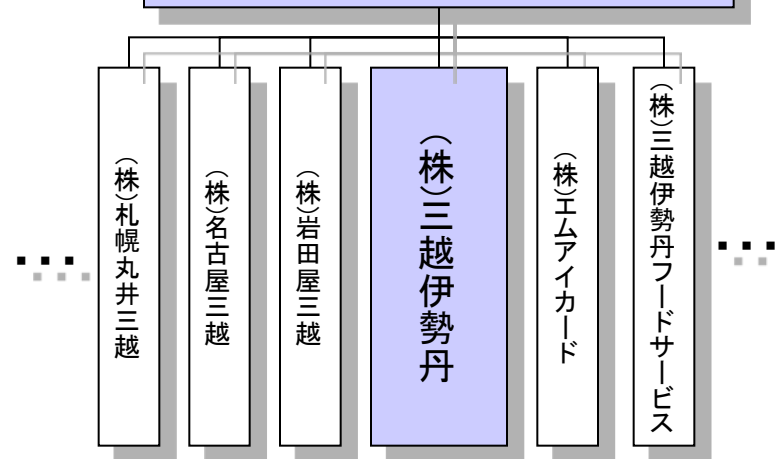 (株)札幌丸井三越
(株)名古屋三越
(株)岩田屋三越
(株)三越伊勢丹
(株)エムアイカード
(株)三越伊勢丹フードサービス